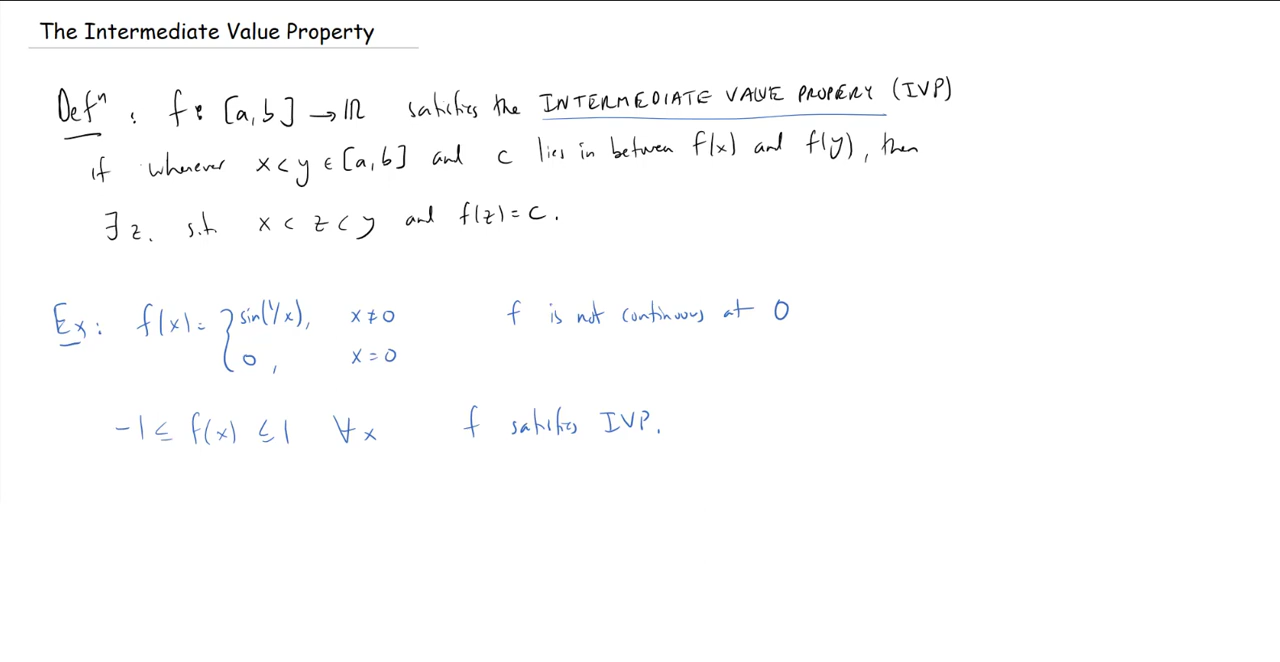 The Intermediate Value Property
Defⁿ: f: [a,b] → ℝ satisfies the INTERMEDIATE VALUE PROPERY (IVP)
if whenever x < y ∈ [a,b] and c lies in between f(x) and f(y), then
∃ z. s.t. x < z < y and f(z) = c.
Ex: f(x) = { sin(1/x), x ≠ 0 f is not continuous at 0
0, x = 0
-1 ≤ f(x) ≤ 1 ∀x f satisfies IVP.